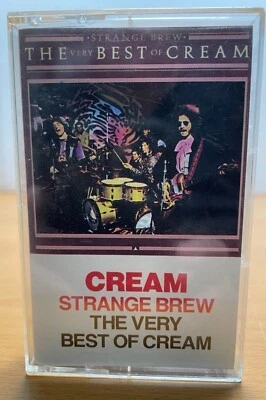 · STRANGE BREW ·
THE VERY BEST OF CREAM
CREAM
STRANGE BREW
THE VERY
BEST OF CREAM